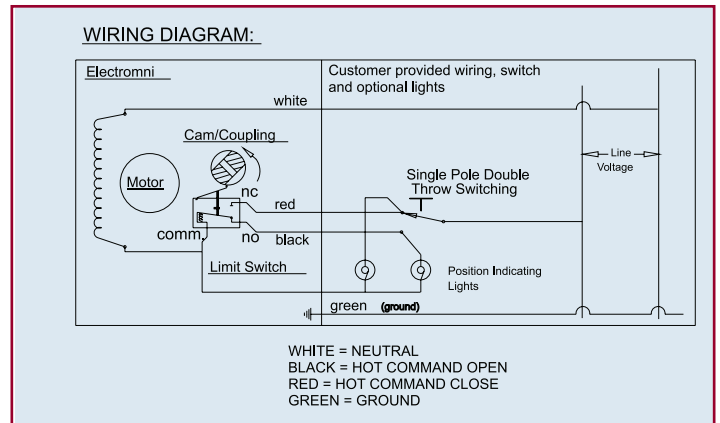 WIRING DIAGRAM:
Electromni
Customer provided wiring, switch
and optional lights
white
Cam/Coupling
Line
Voltage
Single Pole Double
Throw Switching
Motor
nc
red
comm.
no
black
Limit Switch
Position Indicating
Lights
green (ground)
WHITE = NEUTRAL
BLACK = HOT COMMAND OPEN
RED = HOT COMMAND CLOSE
GREEN = GROUND